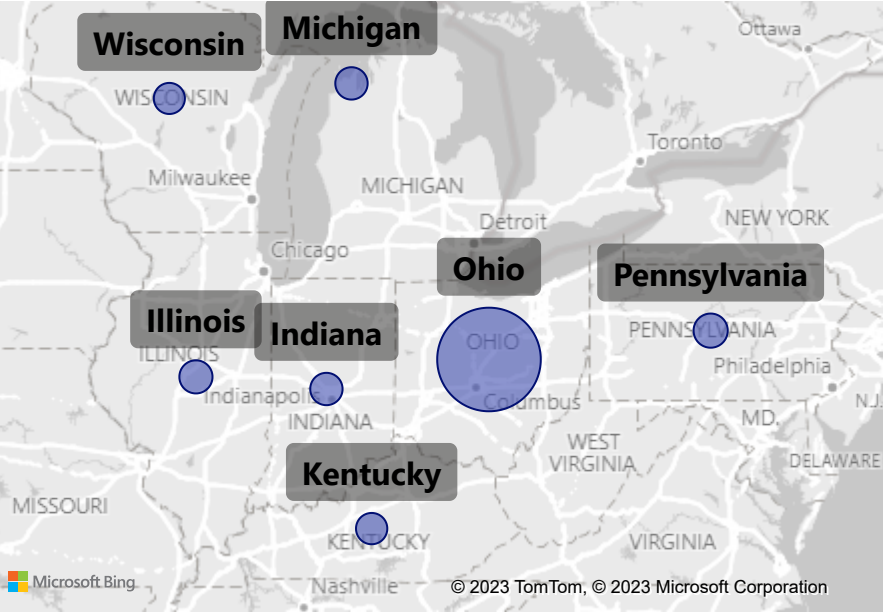 Wisconsin
Michigan
Ottawa
WISCONSIN
Toronto
Milwaukee
MICHIGAN
NEW YORK
Detroit
Chicago
Ohio
Pennsylvania
Illinois
Indiana
OHIO
PENNSYLVANIA
ILLINOIS
Philadelphia
Indianapolis
Columbus
N.J.
INDIANA
MD.
WEST
VIRGINIA
DELAWARE
Kentucky
MISSOURI
KENTUCKY
VIRGINIA
Microsoft Bing
Nashville
© 2023 TomTom, © 2023 Microsoft Corporation